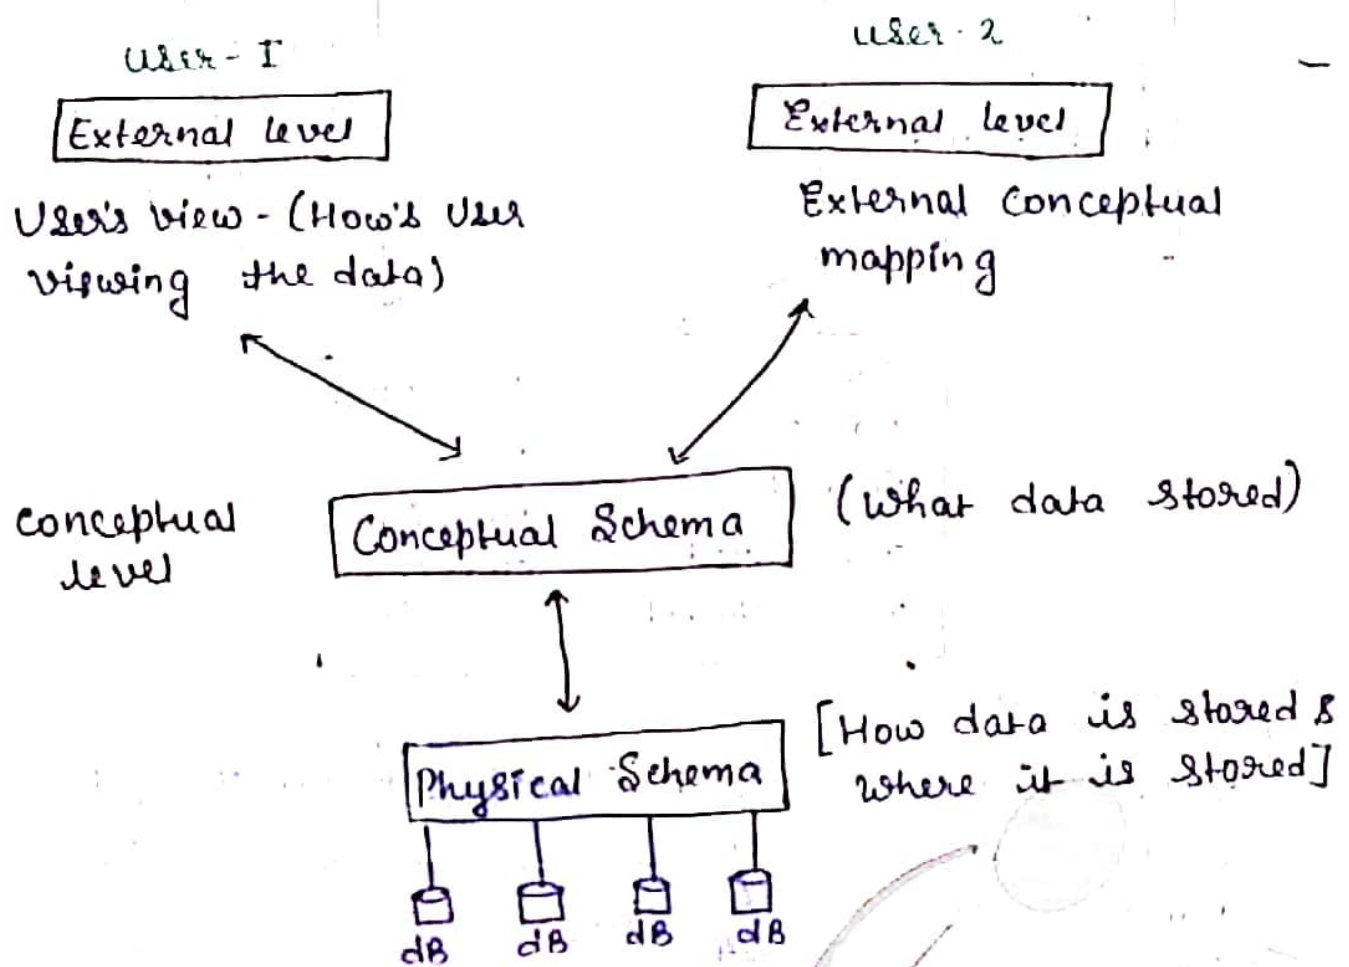 User - I
User - 2
External level
External level
User's view - (How's User
viewing the data)
External conceptual
mapping
conceptual
level
Conceptual Schema
(what data stored)
Physical Schema
[How data is stored &
where it is stored]
dB dB dB dB